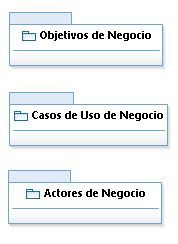 Objetivos de Negocio
Casos de Uso de Negocio
Actores de Negocio